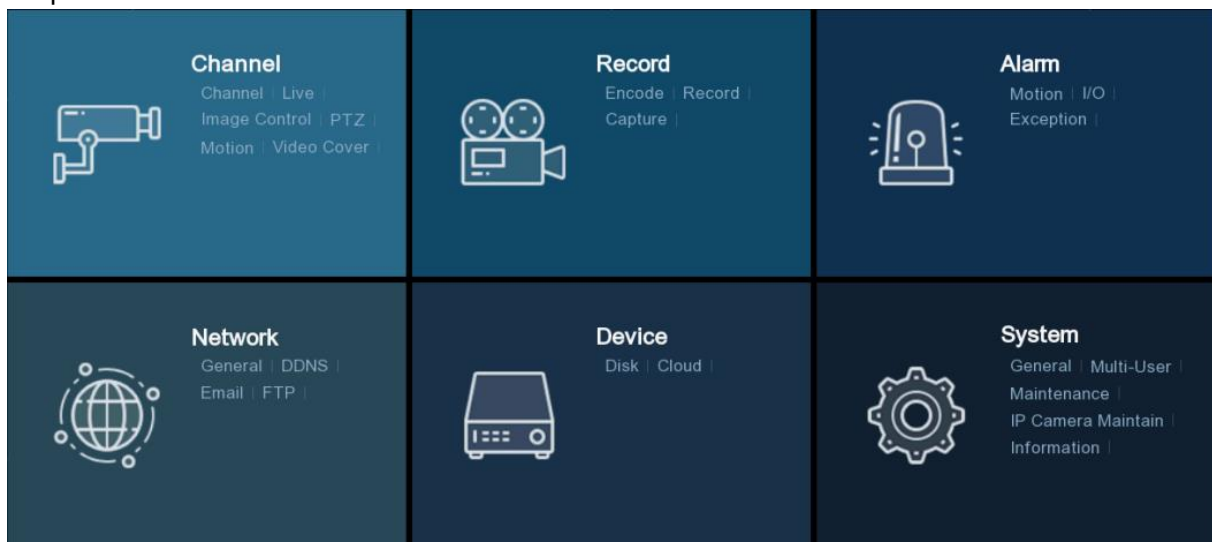 Channel
Channel | Live |
Image Control | PTZ |
Motion | Video Cover |
Record
Encode | Record |
Capture |
Alarm
Motion | I/O |
Exception |
Network
General | DDNS |
Email | FTP |
Device
Disk | Cloud |
System
General | Multi-User |
Maintenance |
IP Camera Maintain |
Information |